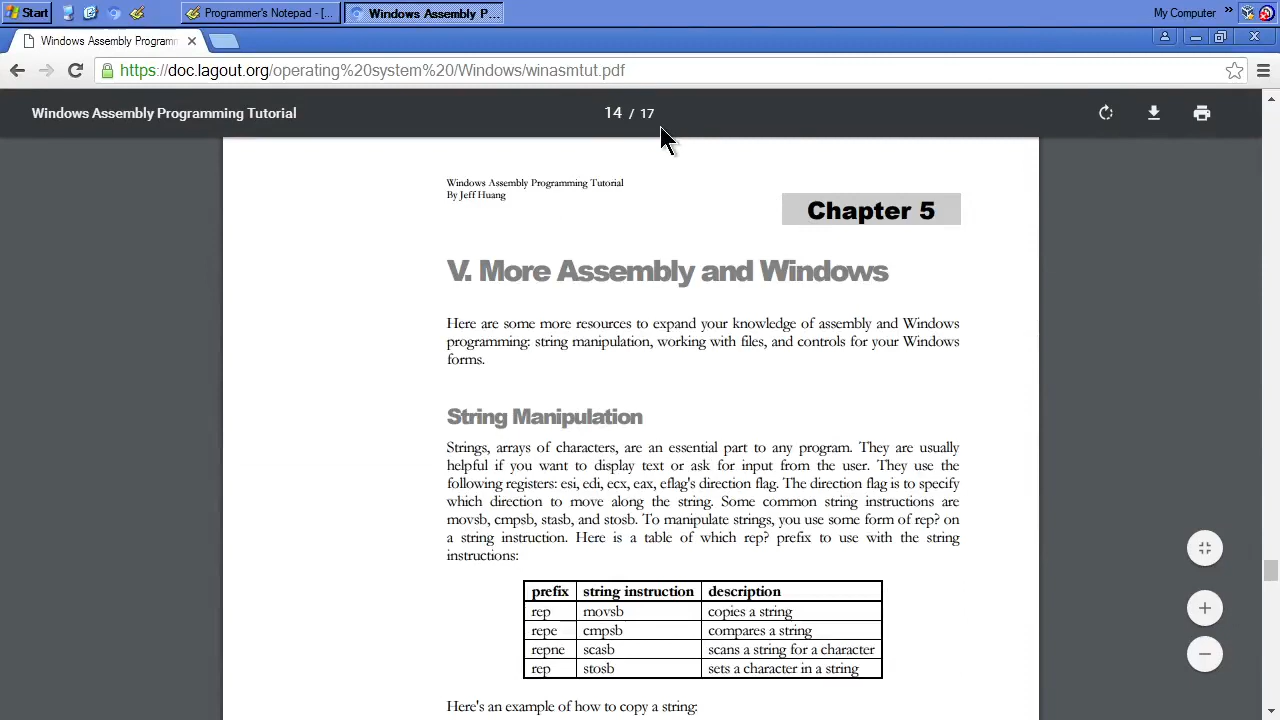 Start
Programmer's Notepad - [...
Windows Assembly P...
My Computer
»
Windows Assembly Programm
https://doc.lagout.org/operating%20system%20/Windows/winasmtut.pdf
Windows Assembly Programming Tutorial
14 / 17
Windows Assembly Programming Tutorial
By Jeff Huang
Chapter 5
V. More Assembly and Windows
Here are some more resources to expand your knowledge of assembly and Windows
programming: string manipulation, working with files, and controls for your Windows
forms.
String Manipulation
Strings, arrays of characters, are an essential part to any program. They are usually
helpful if you want to display text or ask for input from the user. They use the
following registers: esi, edi, ecx, eax, eflag's direction flag. The direction flag is to specify
which direction to move along the string. Some common string instructions are
movsb, cmpsb, stasb, and stosb. To manipulate strings, you use some form of rep? on
a string instruction. Here is a table of which rep? prefix to use with the string
instructions:
prefix string instruction description
rep movsb copies a string
repe cmpsb compares a string
repne scasb scans a string for a character
rep stosb sets a character in a string
Here's an example of how to copy a string: